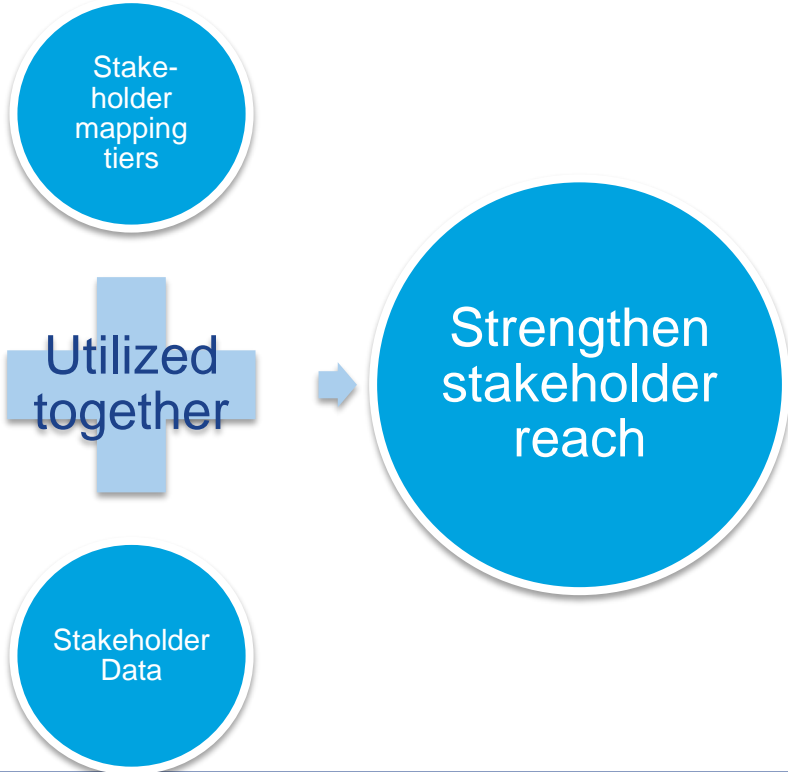 Stake-
holder
mapping
tiers
Utilized
together
Stakeholder
Data
Strengthen
stakeholder
reach